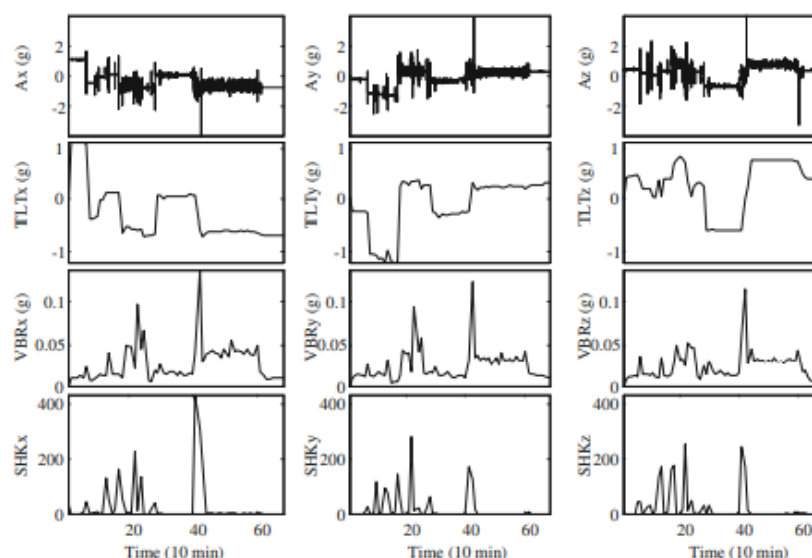 Ax (g) 2 0 -2
Ay (g) 2 0 -2
Az (g) 2 0 -2
TLTx (g) 1 0 -1
TLTy (g) 1 0 -1
TLTz (g) 1 0 -1
VBRx (g) 0.1 0.05 0
VBRy (g) 0.1 0.05 0
VBRz (g) 0.1 0.05 0
SHKx 400 200 0
SHKy 400 200 0
SHKz 400 200 0
20 40 60
20 40 60
20 40 60
Time (10 min)
Time (10 min)
Time (10 min)